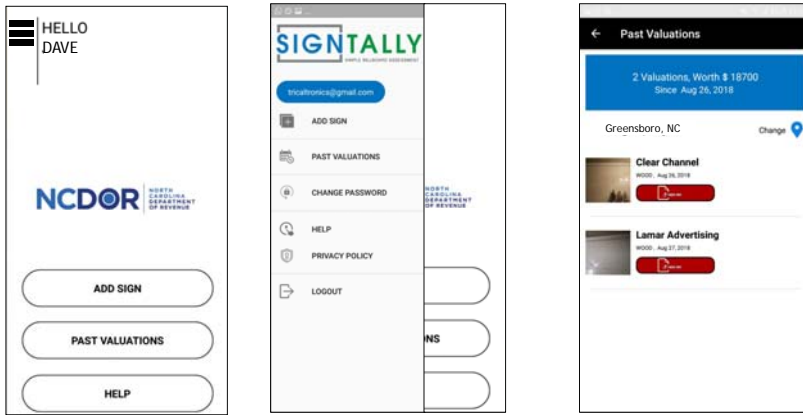 HELLO
DAVE
NCDOR
NORTH
CAROLINA
DEPARTMENT
OF REVENUE
ADD SIGN
PAST VALUATIONS
HELP
SIGNTALLY
SIMPLE BILLBOARD ASSESSMENT
tricaltronics@gmail.com
ADD SIGN
PAST VALUATIONS
CHANGE PASSWORD
HELP
PRIVACY POLICY
LOGOUT
NORTH
CAROLINA
DEPARTMENT
OF REVENUE
NS
Past Valuations
2 Valuations, Worth $ 18700
Since Aug 26, 2018
Greensboro, NC
Change
Clear Channel
WOOD , Aug 26, 2018
Lamar Advertising
WOOD , Aug 27, 2018